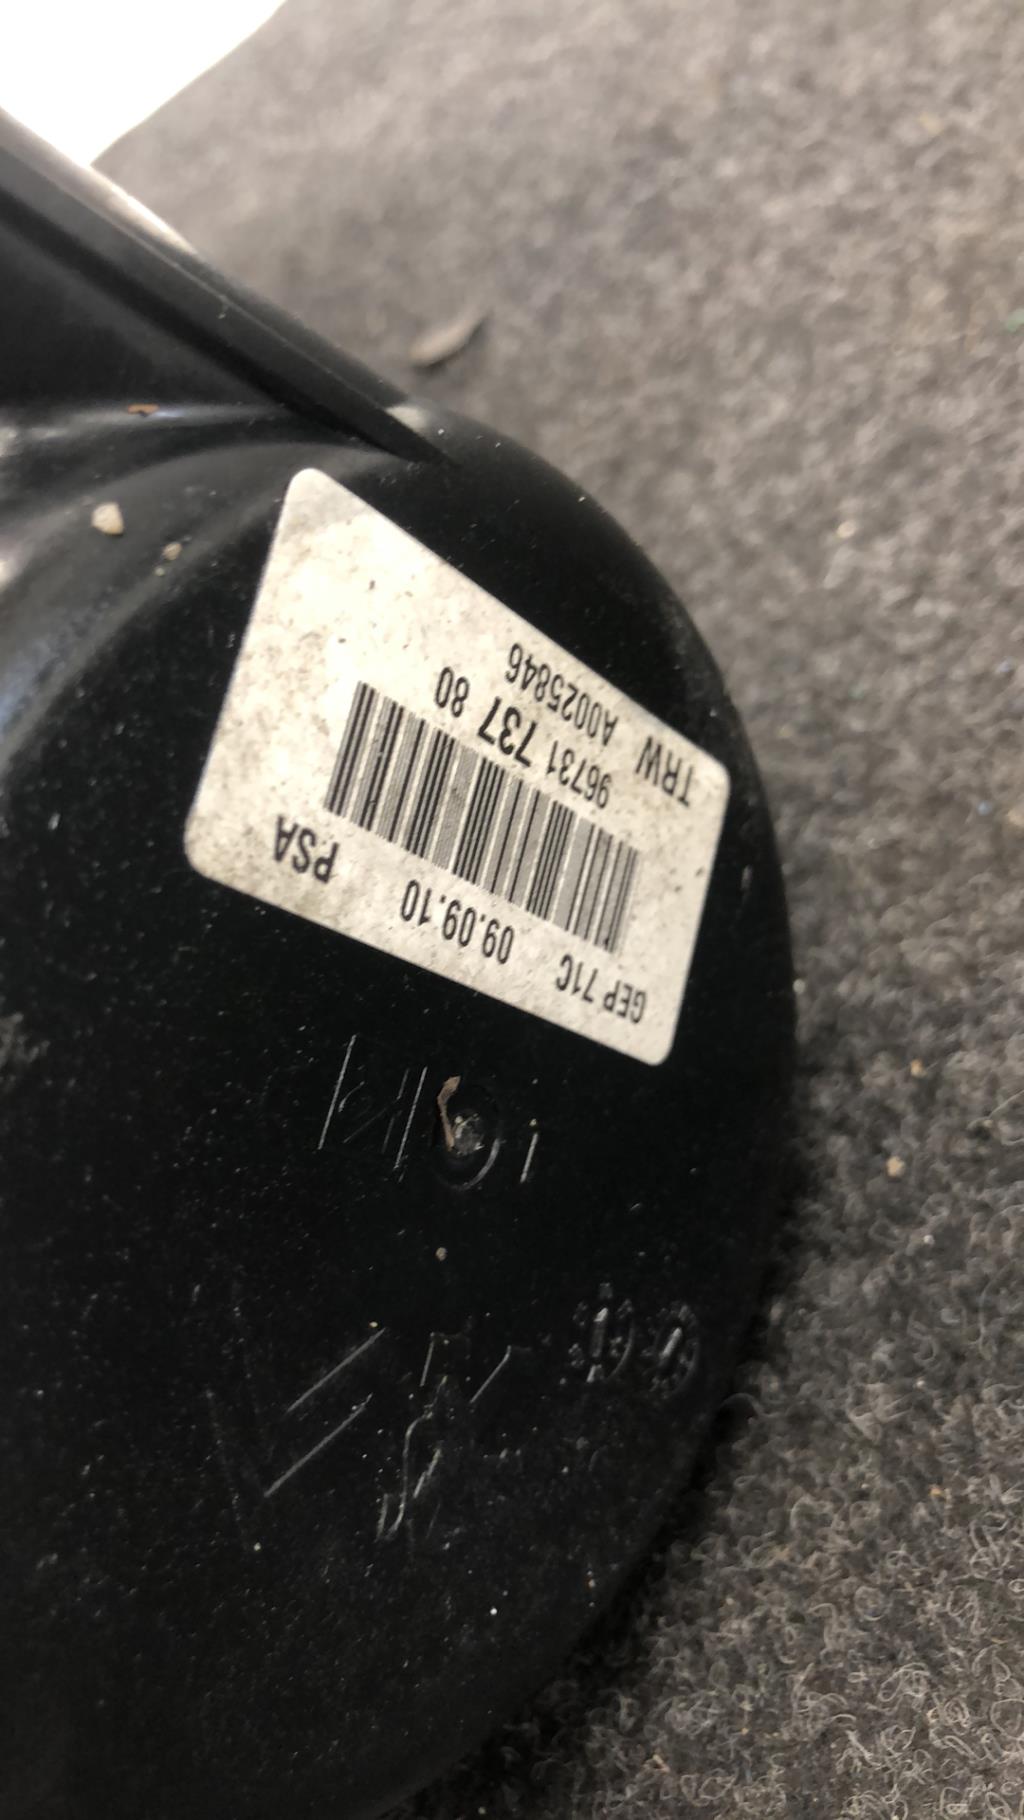 TRW A0025846
96731 737 80
GEP 71C 09.09.10 PSA